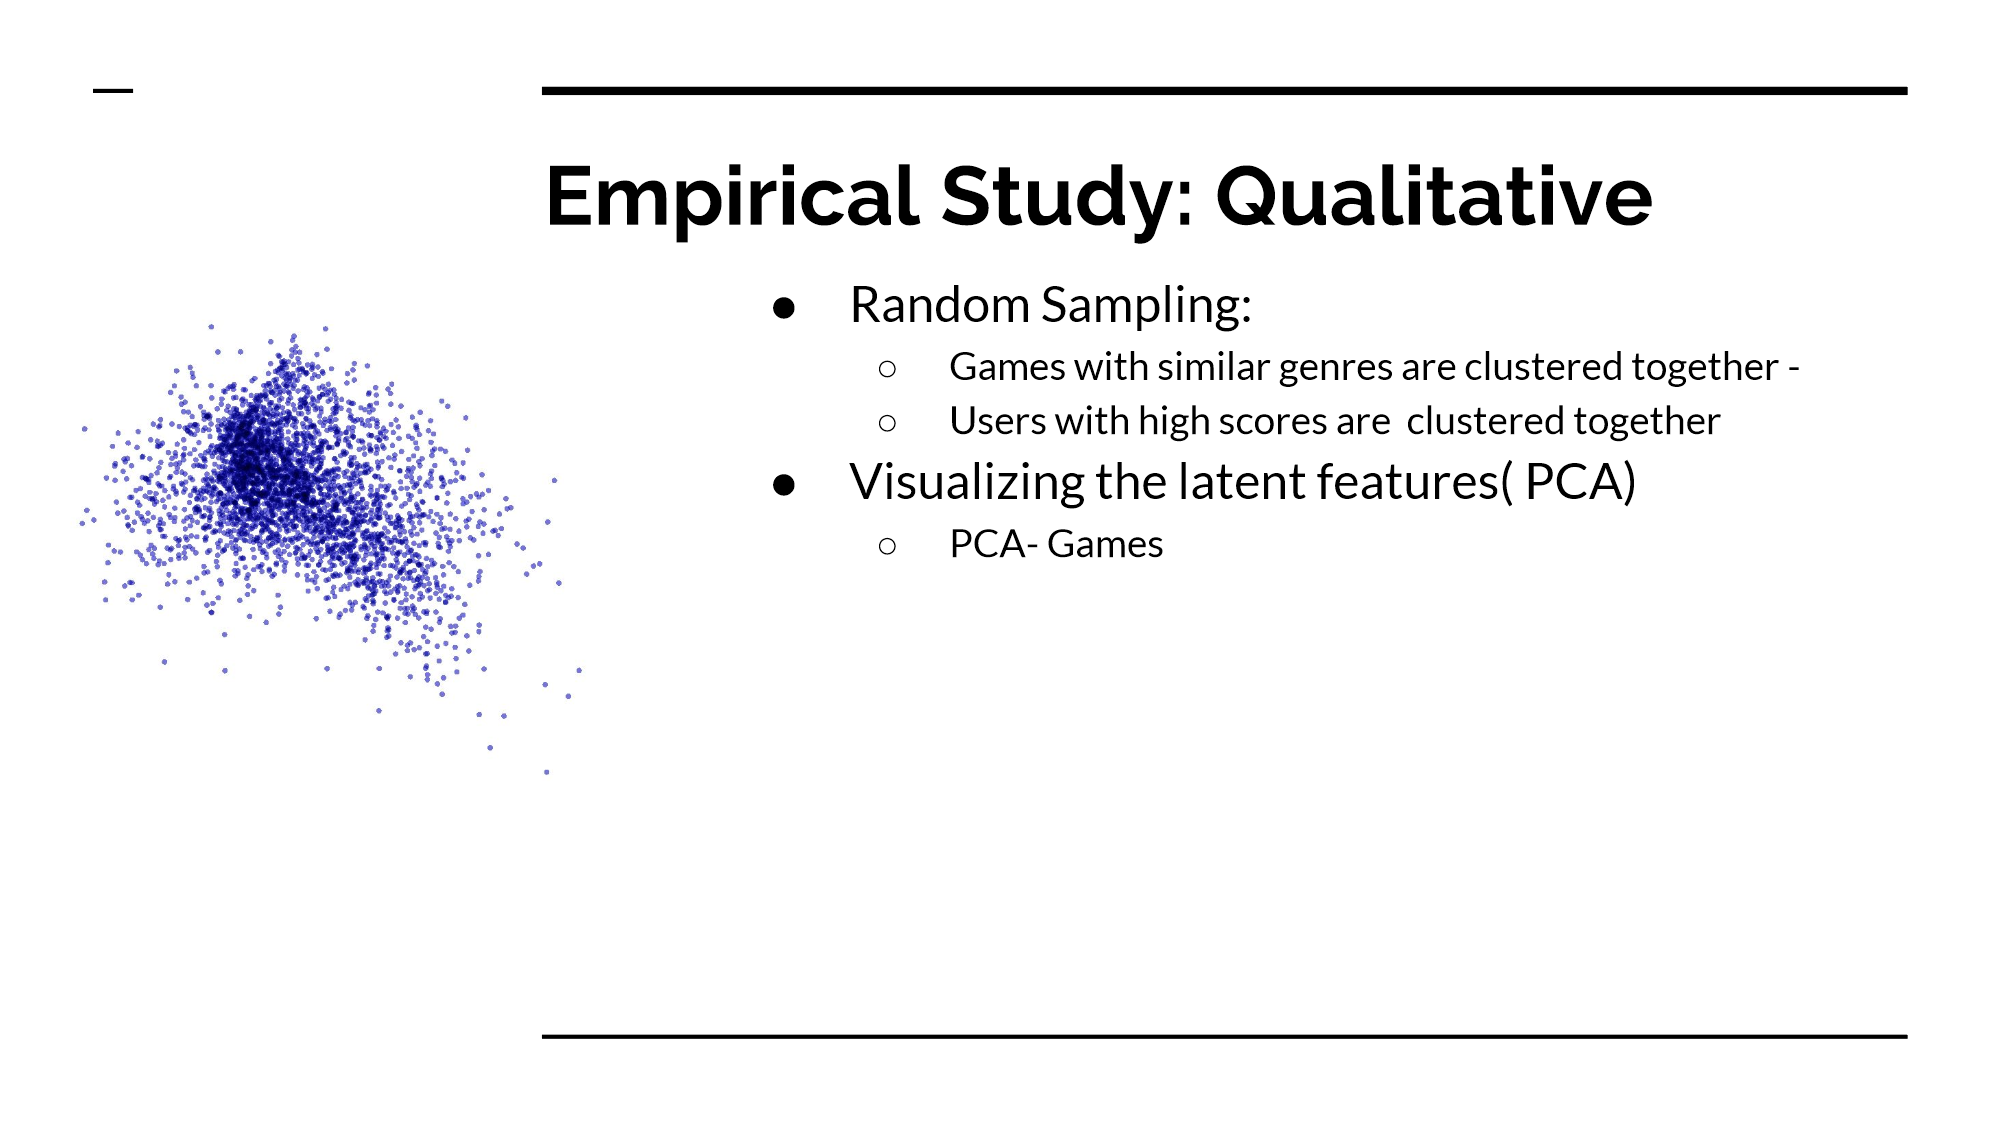 Empirical Study: Qualitative
● Random Sampling:
○ Games with similar genres are clustered together -
○ Users with high scores are  clustered together
● Visualizing the latent features( PCA)
○ PCA- Games